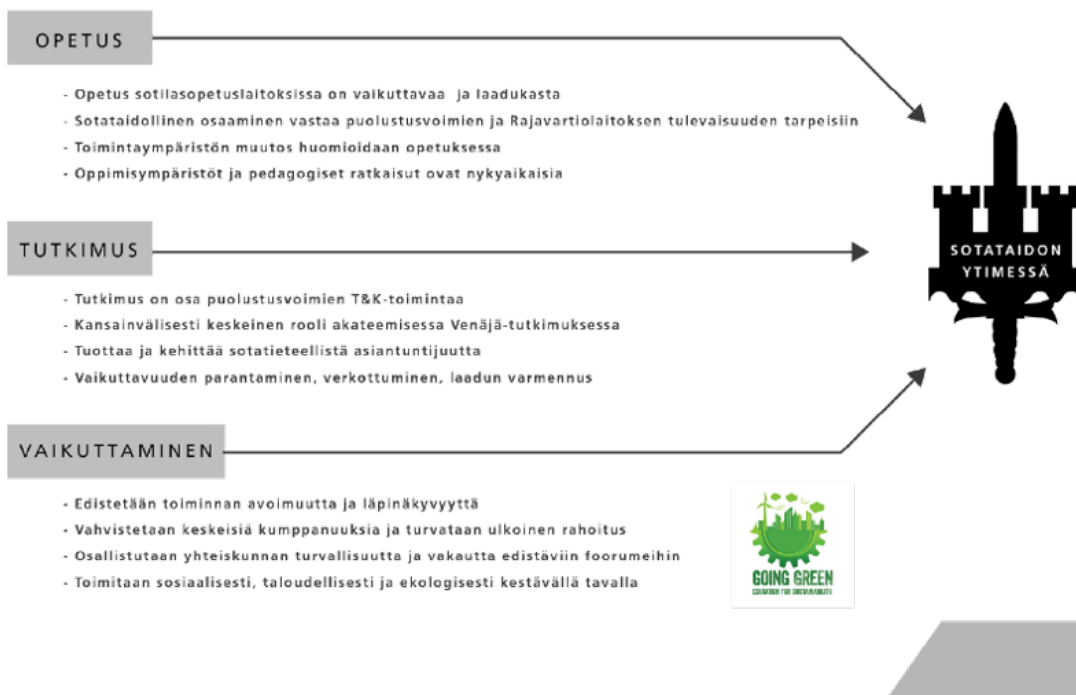 OPETUS
- Opetus sotilasopetuslaitoksissa on vaikuttavaa ja laadukasta
- Sotataidollinen osaaminen vastaa puolustusvoimien ja Rajavartiolaitoksen tulevaisuuden tarpeisiin
- Toimintaympäristön muutos huomioidaan opetuksessa
- Oppimisympäristöt ja pedagogiset ratkaisut ovat nykyaikaisia
TUTKIMUS
- Tutkimus on osa puolustusvoimien T&K-toimintaa
- Kansainvälisesti keskeinen rooli akateemisessa Venäjä-tutkimuksessa
- Tuottaa ja kehittää sotatieteellistä asiantuntijuutta
- Vaikuttavuuden parantaminen, verkottuminen, laadun varmennus
SOTATAIDON
YTIMESSÄ
VAIKUTTAMINEN
- Edistetään toiminnan avoimuutta ja läpinäkyvyyttä
- Vahvistetaan keskeisiä kumppanuuksia ja turvataan ulkoinen rahoitus
- Osallistutaan yhteiskunnan turvallisuutta ja vakautta edistäviin foorumeihin
- Toimitaan sosiaalisesti, taloudellisesti ja ekologisesti kestävällä tavalla
GOING GREEN
EDUCATION FOR SUSTAINABILITY